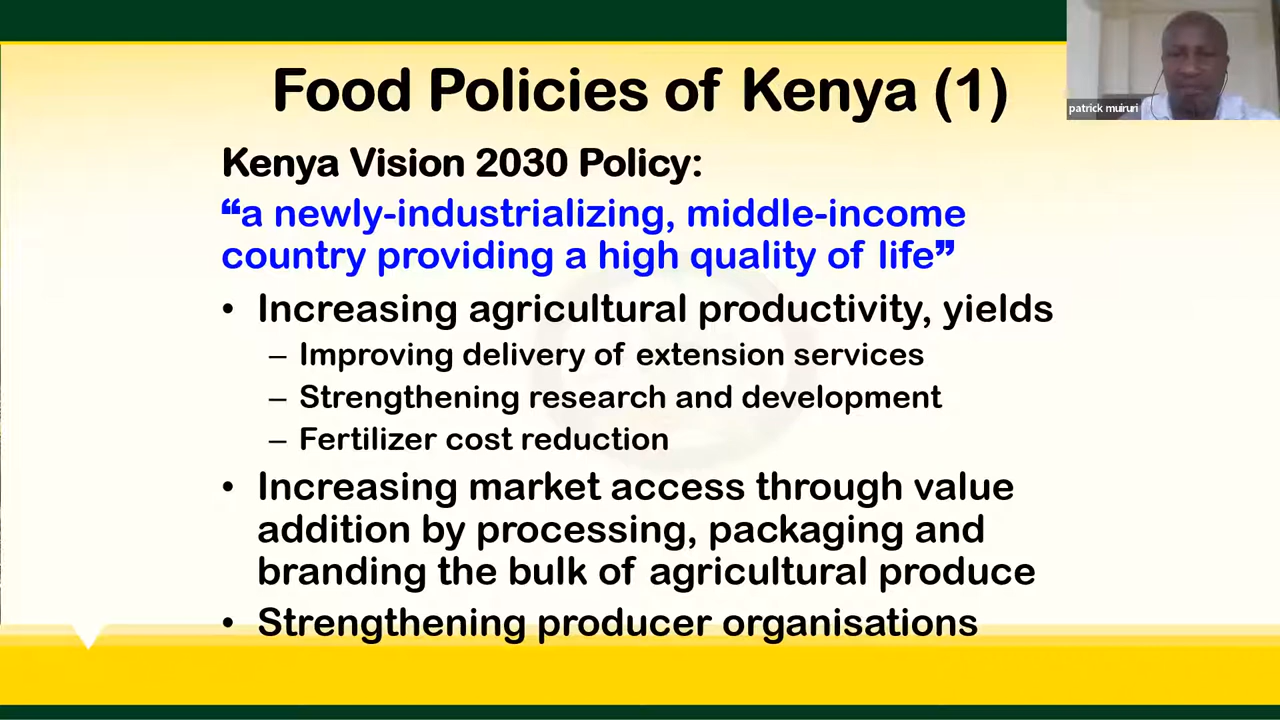 Food Policies of Kenya (1)
patrick muiruri
Kenya Vision 2030 Policy:
“a newly-industrializing, middle-income
country providing a high quality of life”
• Increasing agricultural productivity, yields
– Improving delivery of extension services
– Strengthening research and development
– Fertilizer cost reduction
• Increasing market access through value
addition by processing, packaging and
branding the bulk of agricultural produce
• Strengthening producer organisations